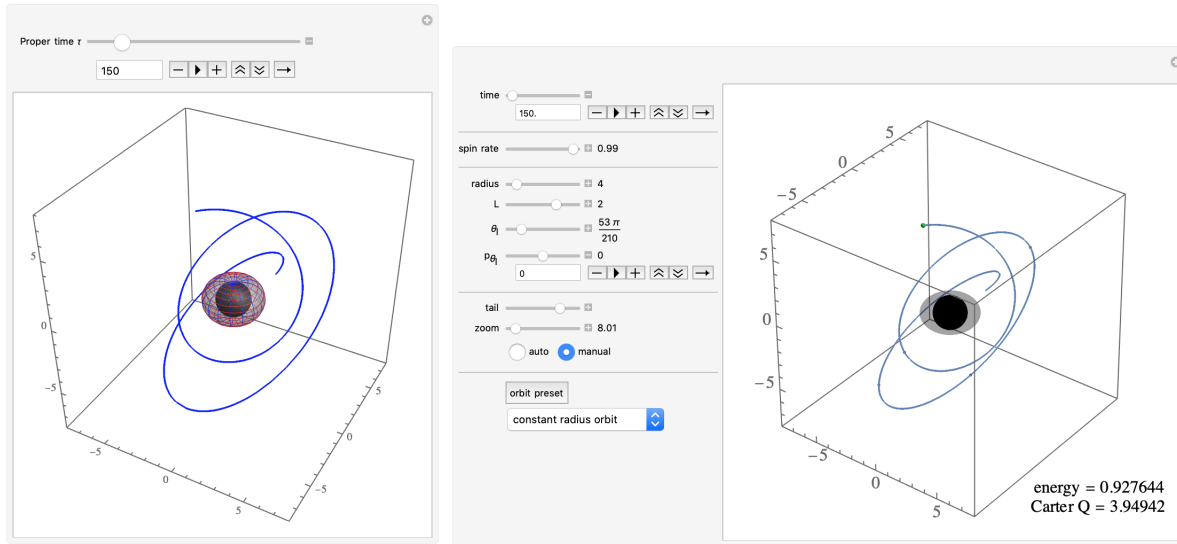 Proper time τ
150
5
0
−5
−5
0
5
5
0
−5
time
150.
spin rate 0.99
radius 4
L 2
θl 53 π
210
pθl 0
0
tail
zoom 8.01
auto manual
orbit preset
constant radius orbit
5
0
−5
5
0
−5
−5
0
5
energy = 0.927644
Carter Q = 3.94942